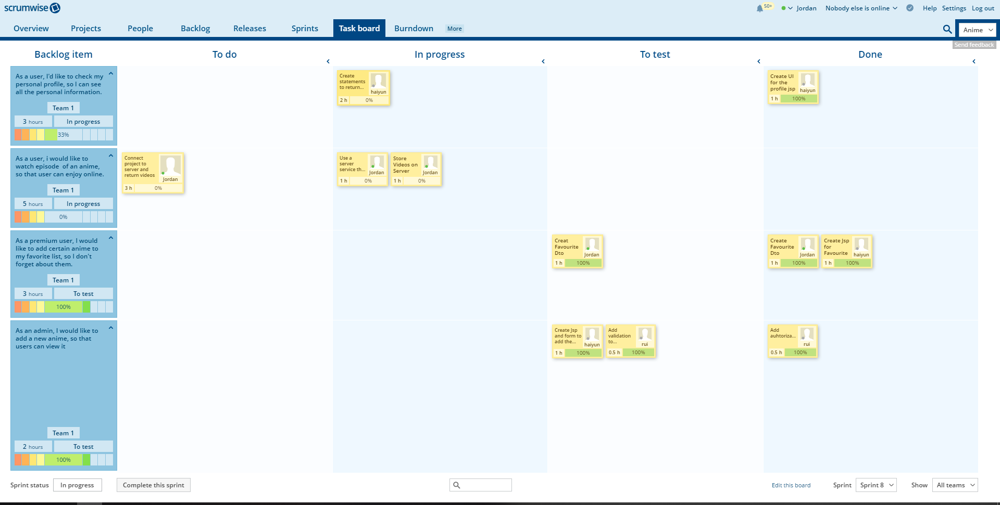 scrumwise
50+
Jordan
Nobody else is online
Help
Settings
Log out
Overview
Projects
People
Backlog
Releases
Sprints
Task board
Burndown
More
Anime
Send feedback
Backlog item
To do
In progress
To test
Done
As a user, I'd like to check my
personal profile, so I can see
all the personal information.
Team 1
3 hours
In progress
33%
Create
statements
to return...
haiyun
2 h
0%
Create UI
for the
profile jsp
haiyun
1 h
100%
As a user, i would like to
watch episode  of an anime,
so that user can enjoy online.
Team 1
5 hours
In progress
0%
Connect
project to
server and
return videos
Jordan
3 h
0%
Use a
server
service th...
Jordan
1 h
0%
Store
Videos on
Server
Jordan
1 h
0%
As a premium user, I would
like to add certain anime to
my favorite list, so I don't
forget about them.
Team 1
3 hours
To test
100%
Creat
Favourite
Dto
Jordan
1 h
100%
Create
Favourite
Dto
Jordan
1 h
100%
Create Jsp
for
Favourite
haiyun
1 h
100%
As an admin, I would like to
add a new anime, so that
users can view it
Team 1
2 hours
To test
100%
Create Jsp
and form to
add the...
haiyun
1 h
100%
Add
validation
to...
rui
0.5 h
100%
Add
auhtoriza...
rui
0.5 h
100%
Sprint status
In progress
Complete this sprint
Edit this board
Sprint
Sprint 8
Show
All teams